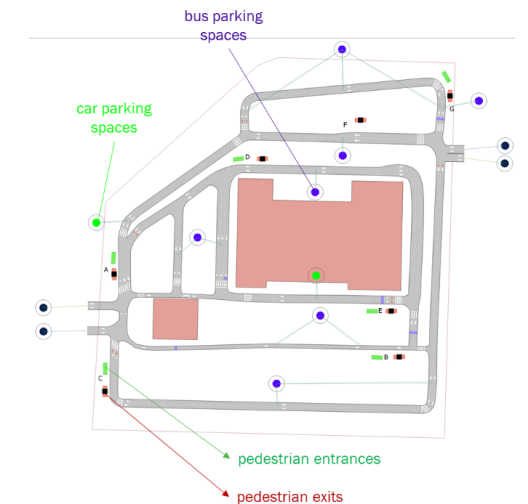 bus parking
spaces
car parking
spaces
G
F
D
A
E
B
C
pedestrian entrances
pedestrian exits